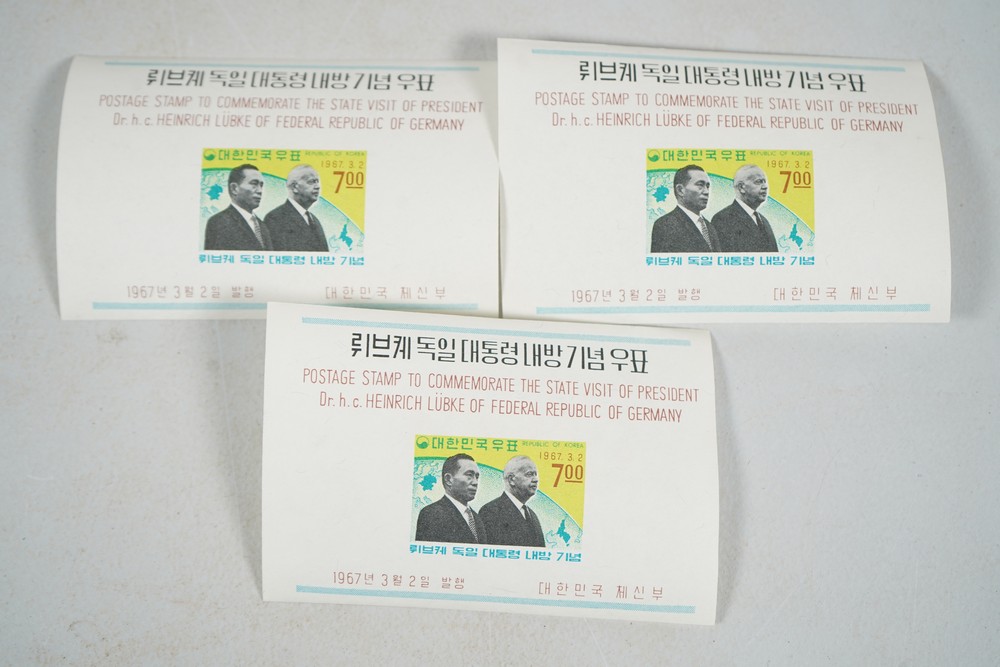 뤼브케 독일 대통령 내방 기념 우표
POSTAGE STAMP TO COMMEMORATE THE STATE VISIT OF PRESIDENT
Dr. h. c. HEINRICH LÜBKE OF FEDERAL REPUBLIC OF GERMANY
대한민국우표 REPUBLIC OF KOREA
1967. 3. 2
700
뤼브케 독일 대통령 내방 기념
1967년 3월 2일 발행 대한민국 체신부
뤼브케 독일 대통령 내방 기념 우표
POSTAGE STAMP TO COMMEMORATE THE STATE VISIT OF PRESIDENT
Dr. h. c. HEINRICH LÜBKE OF FEDERAL REPUBLIC OF GERMANY
대한민국우표 REPUBLIC OF KOREA
1967. 3. 2
700
뤼브케 독일 대통령 내방 기념
1967년 3월 2일 발행 대한민국 체신부
뤼브케 독일 대통령 내방 기념 우표
POSTAGE STAMP TO COMMEMORATE THE STATE VISIT OF PRESIDENT
Dr. h. c. HEINRICH LÜBKE OF FEDERAL REPUBLIC OF GERMANY
대한민국우표 REPUBLIC OF KOREA
1967. 3. 2
700
뤼브케 독일 대통령 내방 기념
1967년 3월 2일 발행 대한민국 체신부